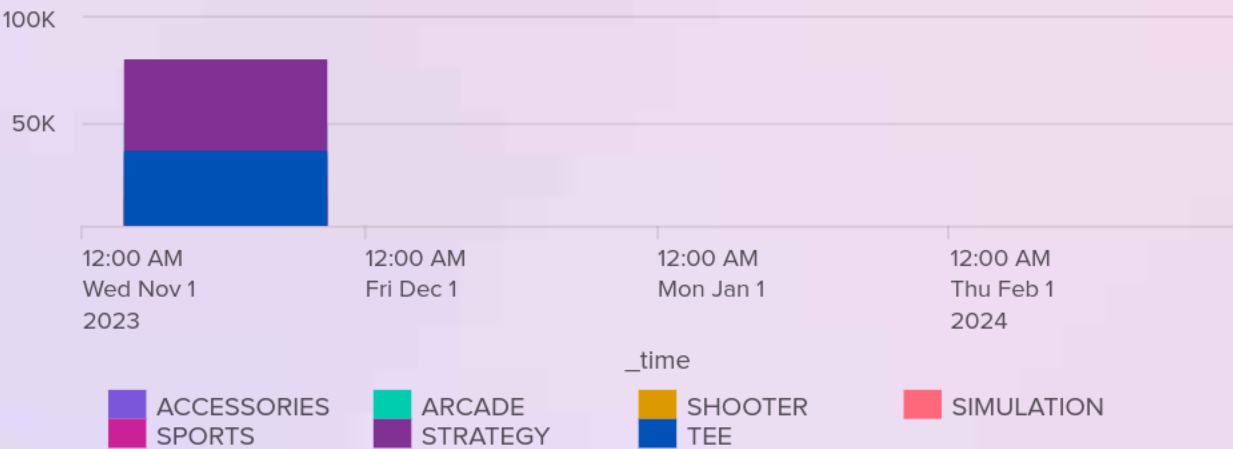 100K
50K
12:00 AM 12:00 AM 12:00 AM 12:00 AM
Wed Nov 1 Fri Dec 1 Mon Jan 1 Thu Feb 1
2023 2024
_time
ACCESSORIES ARCADE SHOOTER SIMULATION
SPORTS STRATEGY TEE